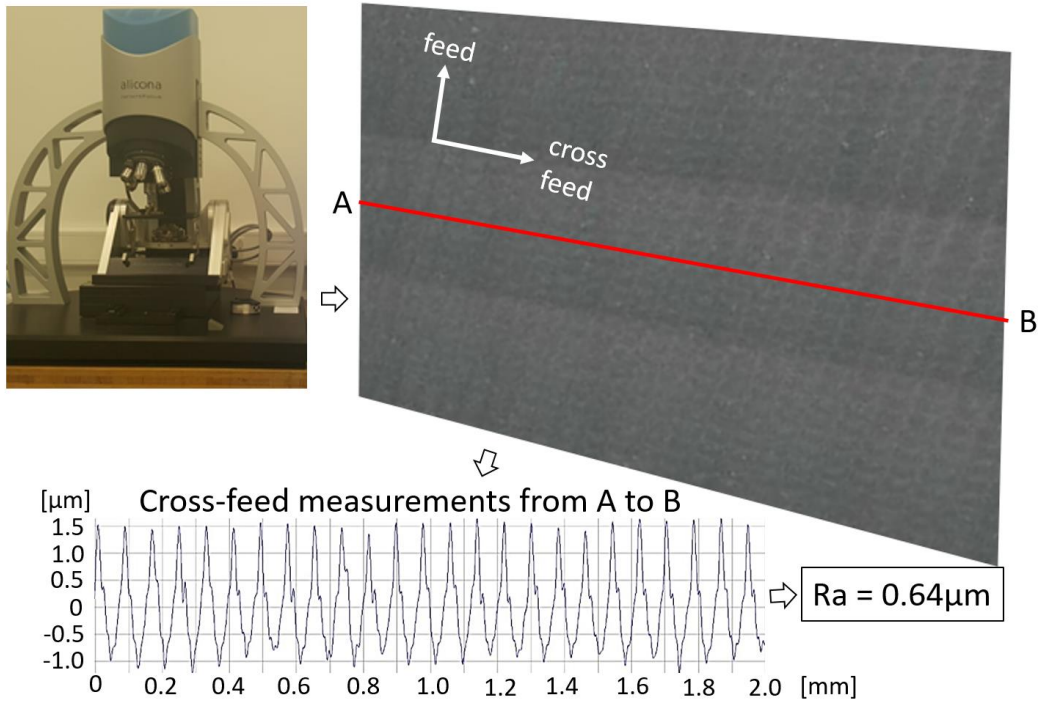 alicona
feed
cross
feed
A
B
Cross-feed measurements from A to B
[µm]
1.5
1.0
0.5
0
-0.5
-1.0
0 0.2 0.4 0.6 0.8 1.0 1.2 1.4 1.6 1.8 2.0 [mm]
Ra = 0.64µm